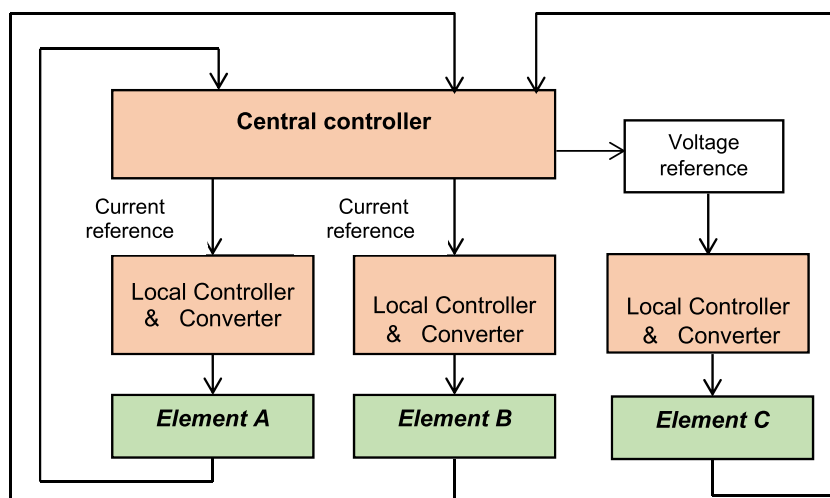 Central controller
Voltage
reference
Current
reference
Current
reference
Local Controller
& Converter
Local Controller
& Converter
Local Controller
& Converter
Element A
Element B
Element C